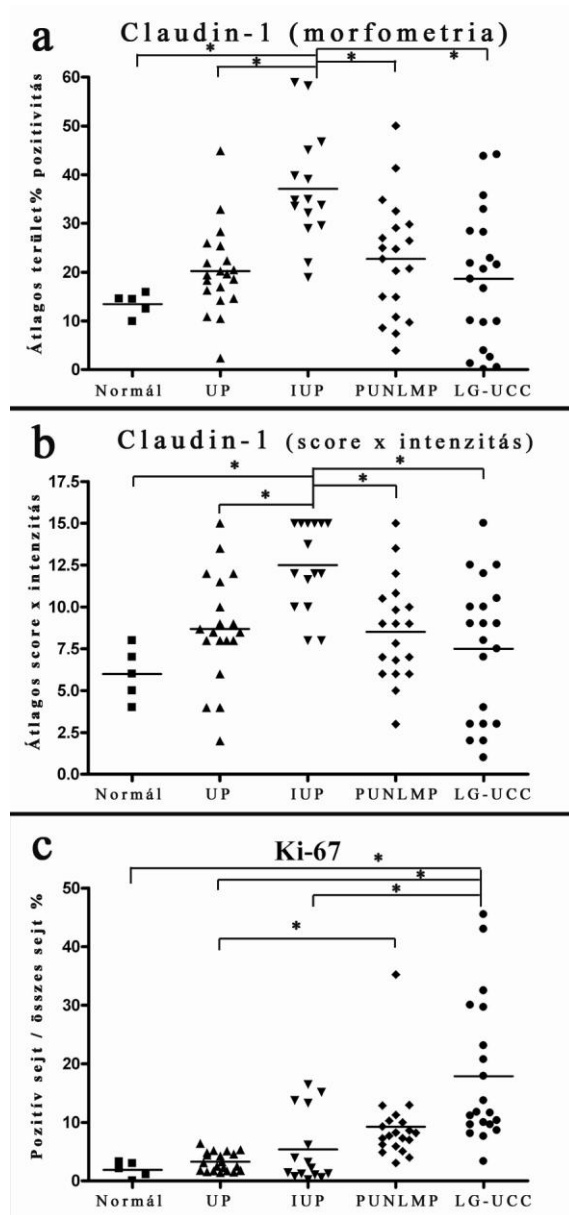 a Claudin-1 (morfometria)
* * * *
Átlagos terület% pozitivitás
60
50
40
30
20
10
0
Normál UP IUP PUNLMP LG-UCC
b Claudin-1 (score x intenzitás)
* * * *
Átlagos score x intenzitás
17.5
15.0
12.5
10.0
7.5
5.0
2.5
0.0
Normál UP IUP PUNLMP LG-UCC
c Ki-67
* * * *
Pozitív sejt / összes sejt %
50
40
30
20
10
0
Normál UP IUP PUNLMP LG-UCC